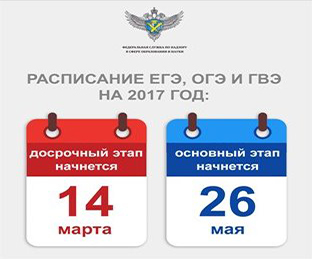 ФЕДЕРАЛЬНАЯ СЛУЖБА ПО НАДЗОРУ
В СФЕРЕ ОБРАЗОВАНИЯ И НАУКИ
РАСПИСАНИЕ ЕГЭ, ОГЭ И ГВЭ
НА 2017 ГОД:
досрочный этап
начнется
14
марта
основный этап
начнется
26
мая